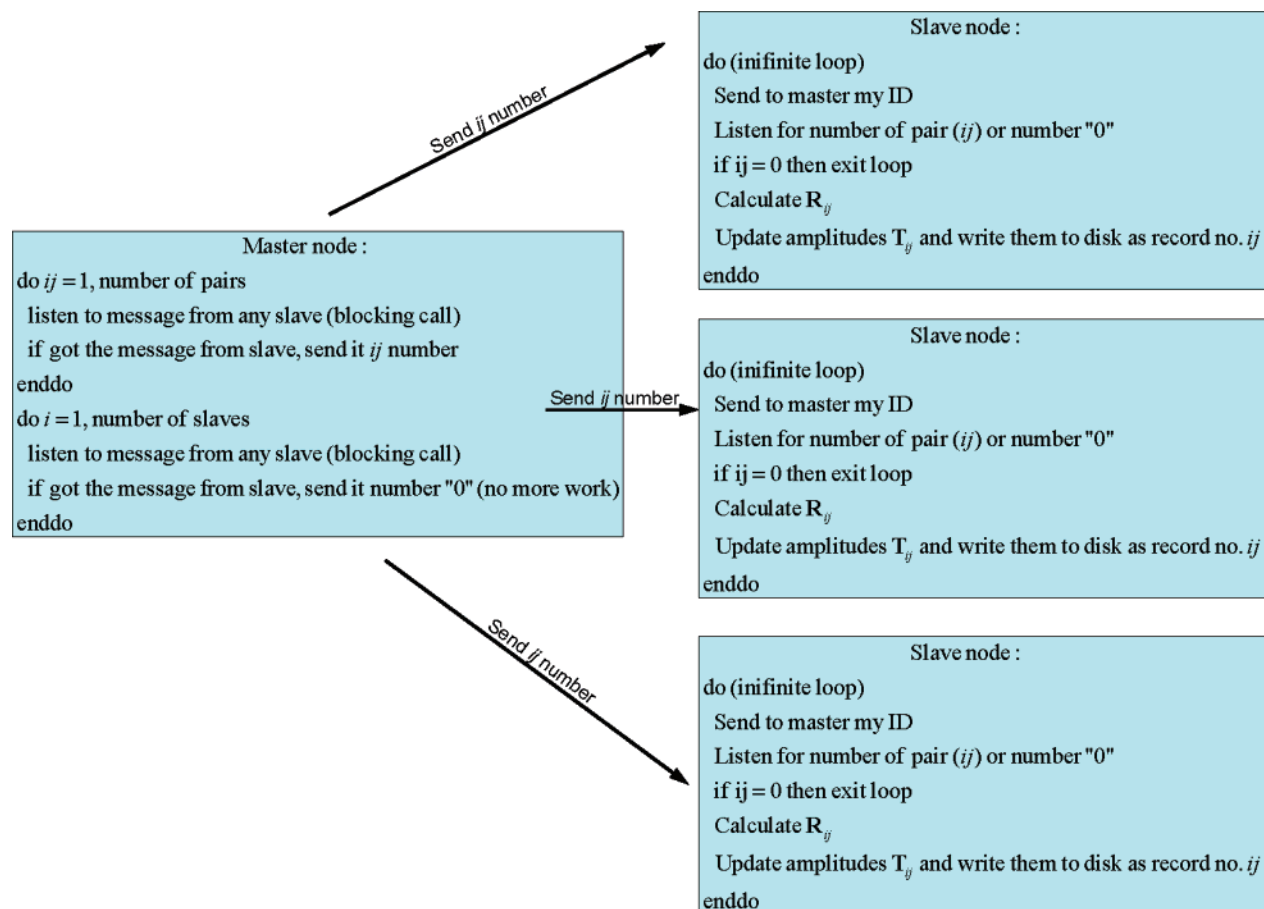 Slave node :
do (inifinite loop)
Send to master my ID
Listen for number of pair (ij) or number "0"
if ij = 0 then exit loop
Calculate R_ij
Update amplitudes T_ij and write them to disk as record no. ij
enddo
Send ij number
Master node :
do ij = 1, number of pairs
listen to message from any slave (blocking call)
if got the message from slave, send it ij number
enddo
do i = 1, number of slaves
listen to message from any slave (blocking call)
if got the message from slave, send it number "0" (no more work)
enddo
Send ij number
Slave node :
do (inifinite loop)
Send to master my ID
Listen for number of pair (ij) or number "0"
if ij = 0 then exit loop
Calculate R_ij
Update amplitudes T_ij and write them to disk as record no. ij
enddo
Send ij number
Slave node :
do (inifinite loop)
Send to master my ID
Listen for number of pair (ij) or number "0"
if ij = 0 then exit loop
Calculate R_ij
Update amplitudes T_ij and write them to disk as record no. ij
enddo